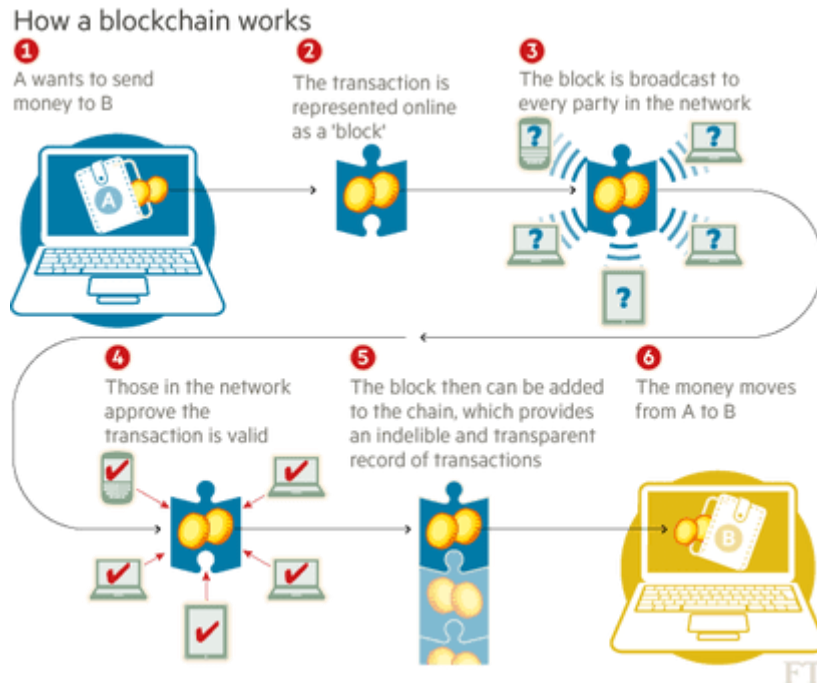 How a blockchain works
1
A wants to send
money to B
2
The transaction is
represented online
as a 'block'
3
The block is broadcast to
every party in the network
A
?
?
?
?
?
4
Those in the network
approve the
transaction is valid
5
The block then can be added
to the chain, which provides
an indelible and transparent
record of transactions
6
The money moves
from A to B
B
FT